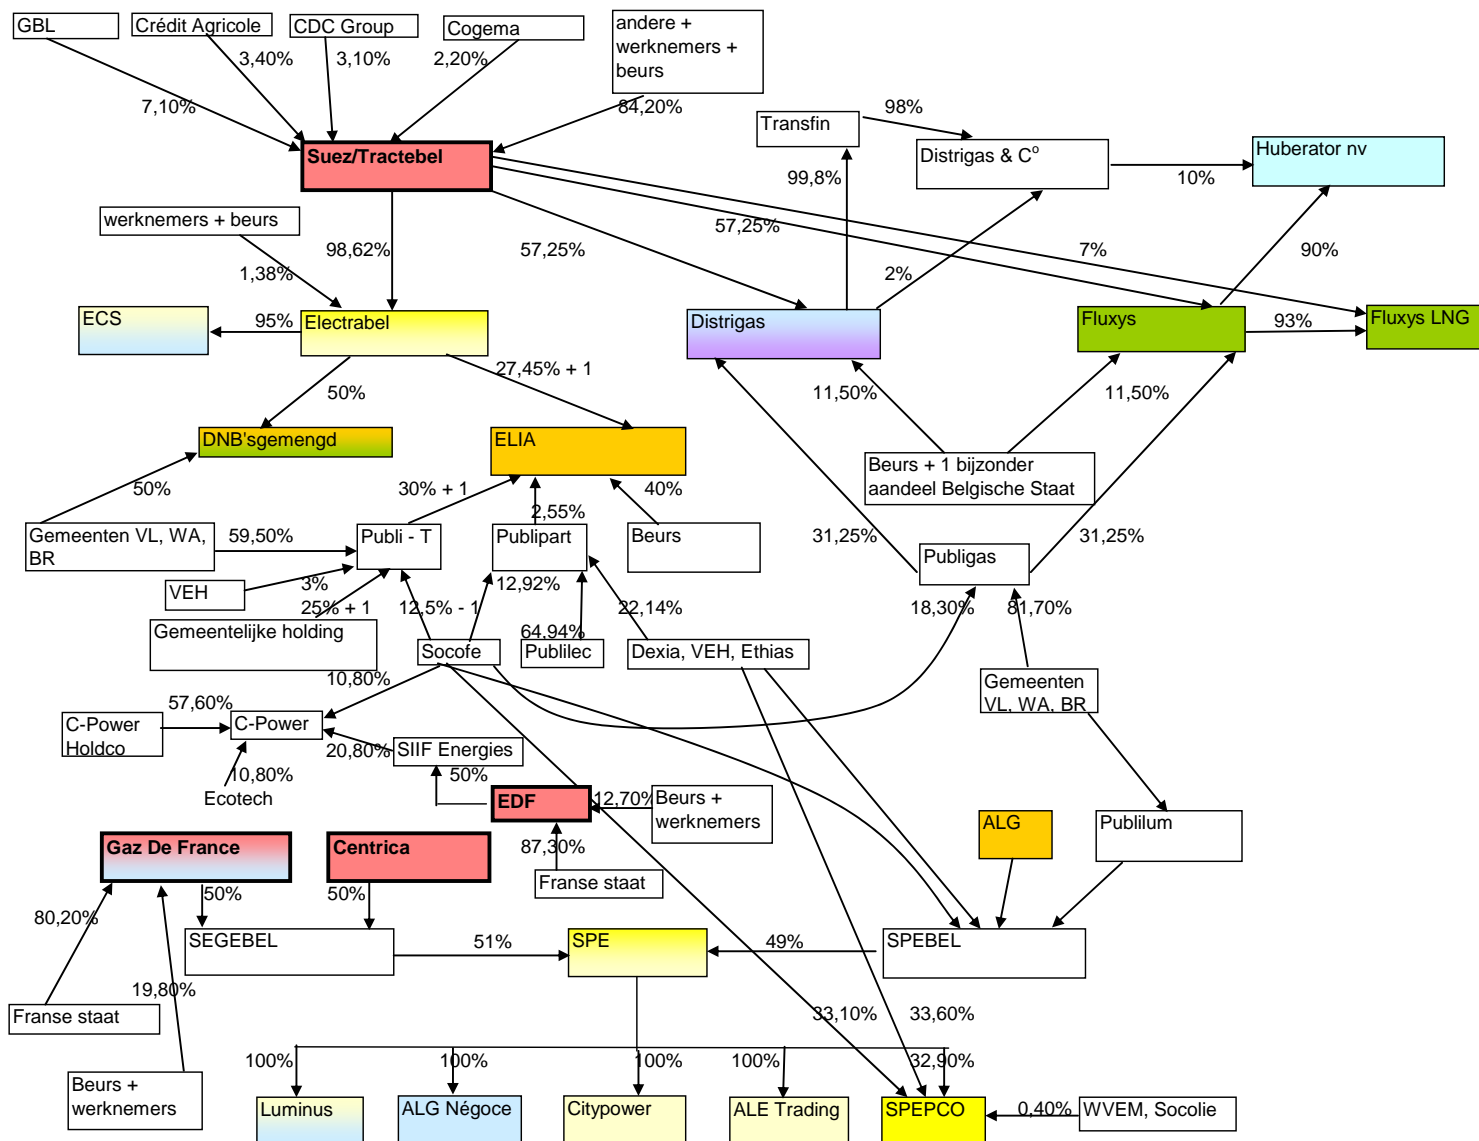 GBL
Crédit Agricole
CDC Group
Cogema
andere +
werknemers +
beurs
3,40%
3,10%
2,20%
7,10%
84,20%
Transfin
98%
Distrigas & C°
Huberator nv
Suez/Tractebel
99,8%
10%
werknemers + beurs
98,62%
57,25%
57,25%
7%
90%
1,38%
2%
ECS
95%
Electrabel
Distrigas
Fluxys
93%
Fluxys LNG
27,45% + 1
50%
11,50%
11,50%
DNB'sgemengd
ELIA
Beurs + 1 bijzonder
aandeel Belgische Staat
50%
30% + 1
40%
2,55%
Gemeenten VL, WA,
BR
59,50%
Publi - T
Publipart
Beurs
31,25%
31,25%
Publigas
VEH
3%
12,92%
25% + 1
12,5% - 1
22,14%
18,30%
81,70%
Gemeentelijke holding
64,94%
Socofe
Publilec
Dexia, VEH, Ethias
10,80%
Gemeenten
VL, WA, BR
57,60%
C-Power
Holdco
C-Power
20,80%
SIIF Energies
10,80%
50%
Ecotech
EDF
12,70%
Beurs +
werknemers
ALG
Publilum
Gaz De France
Centrica
87,30%
Franse staat
50%
50%
80,20%
SEGEBEL
51%
SPE
49%
SPEBEL
19,80%
Franse staat
33,10%
33,60%
100%
100%
100%
100%
32,90%
Beurs +
werknemers
Luminus
ALG Négoce
Citypower
ALE Trading
SPEPCO
0,40%
WVEM, Socolie